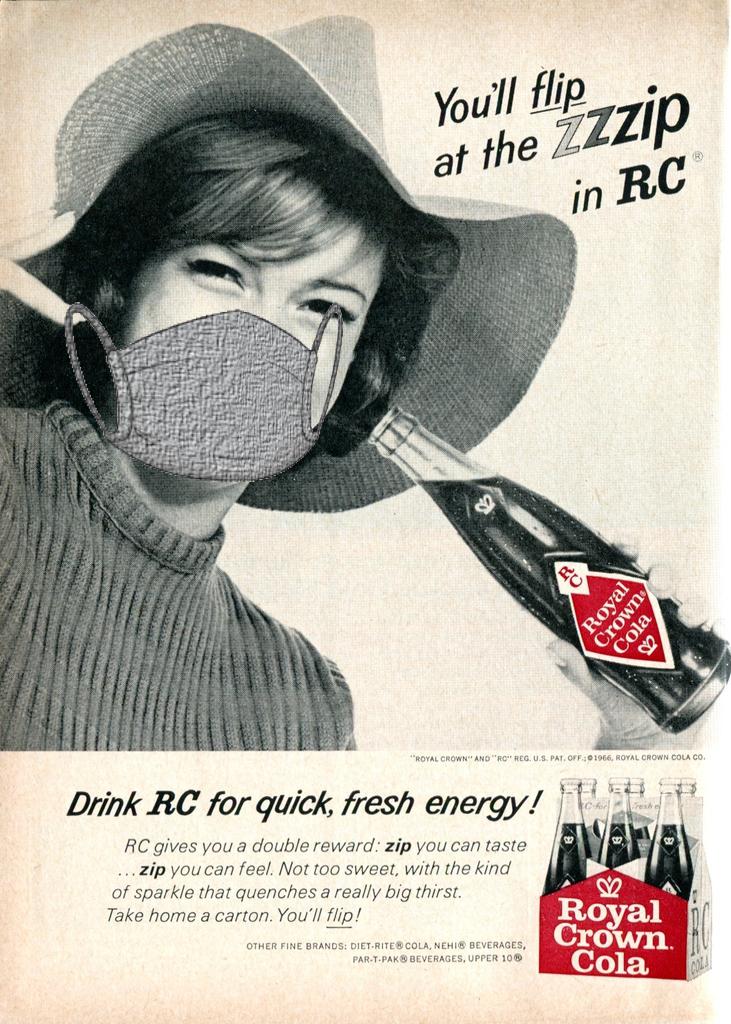 You'll flip
at the zzzip
in RC®
RC
Royal
Crown®
Cola
"ROYAL CROWN" AND "RC" REG. U.S. PAT. OFF.; ©1966, ROYAL CROWN COLA CO.
Drink RC for quick, fresh energy!
RC gives you a double reward: zip you can taste
...zip you can feel. Not too sweet, with the kind
of sparkle that quenches a really big thirst.
Take home a carton. You'll flip!
OTHER FINE BRANDS: DIET-RITE® COLA, NEHI® BEVERAGES,
PAR-T-PAK® BEVERAGES, UPPER 10®
Royal
Crown®
Cola
RC
COLA